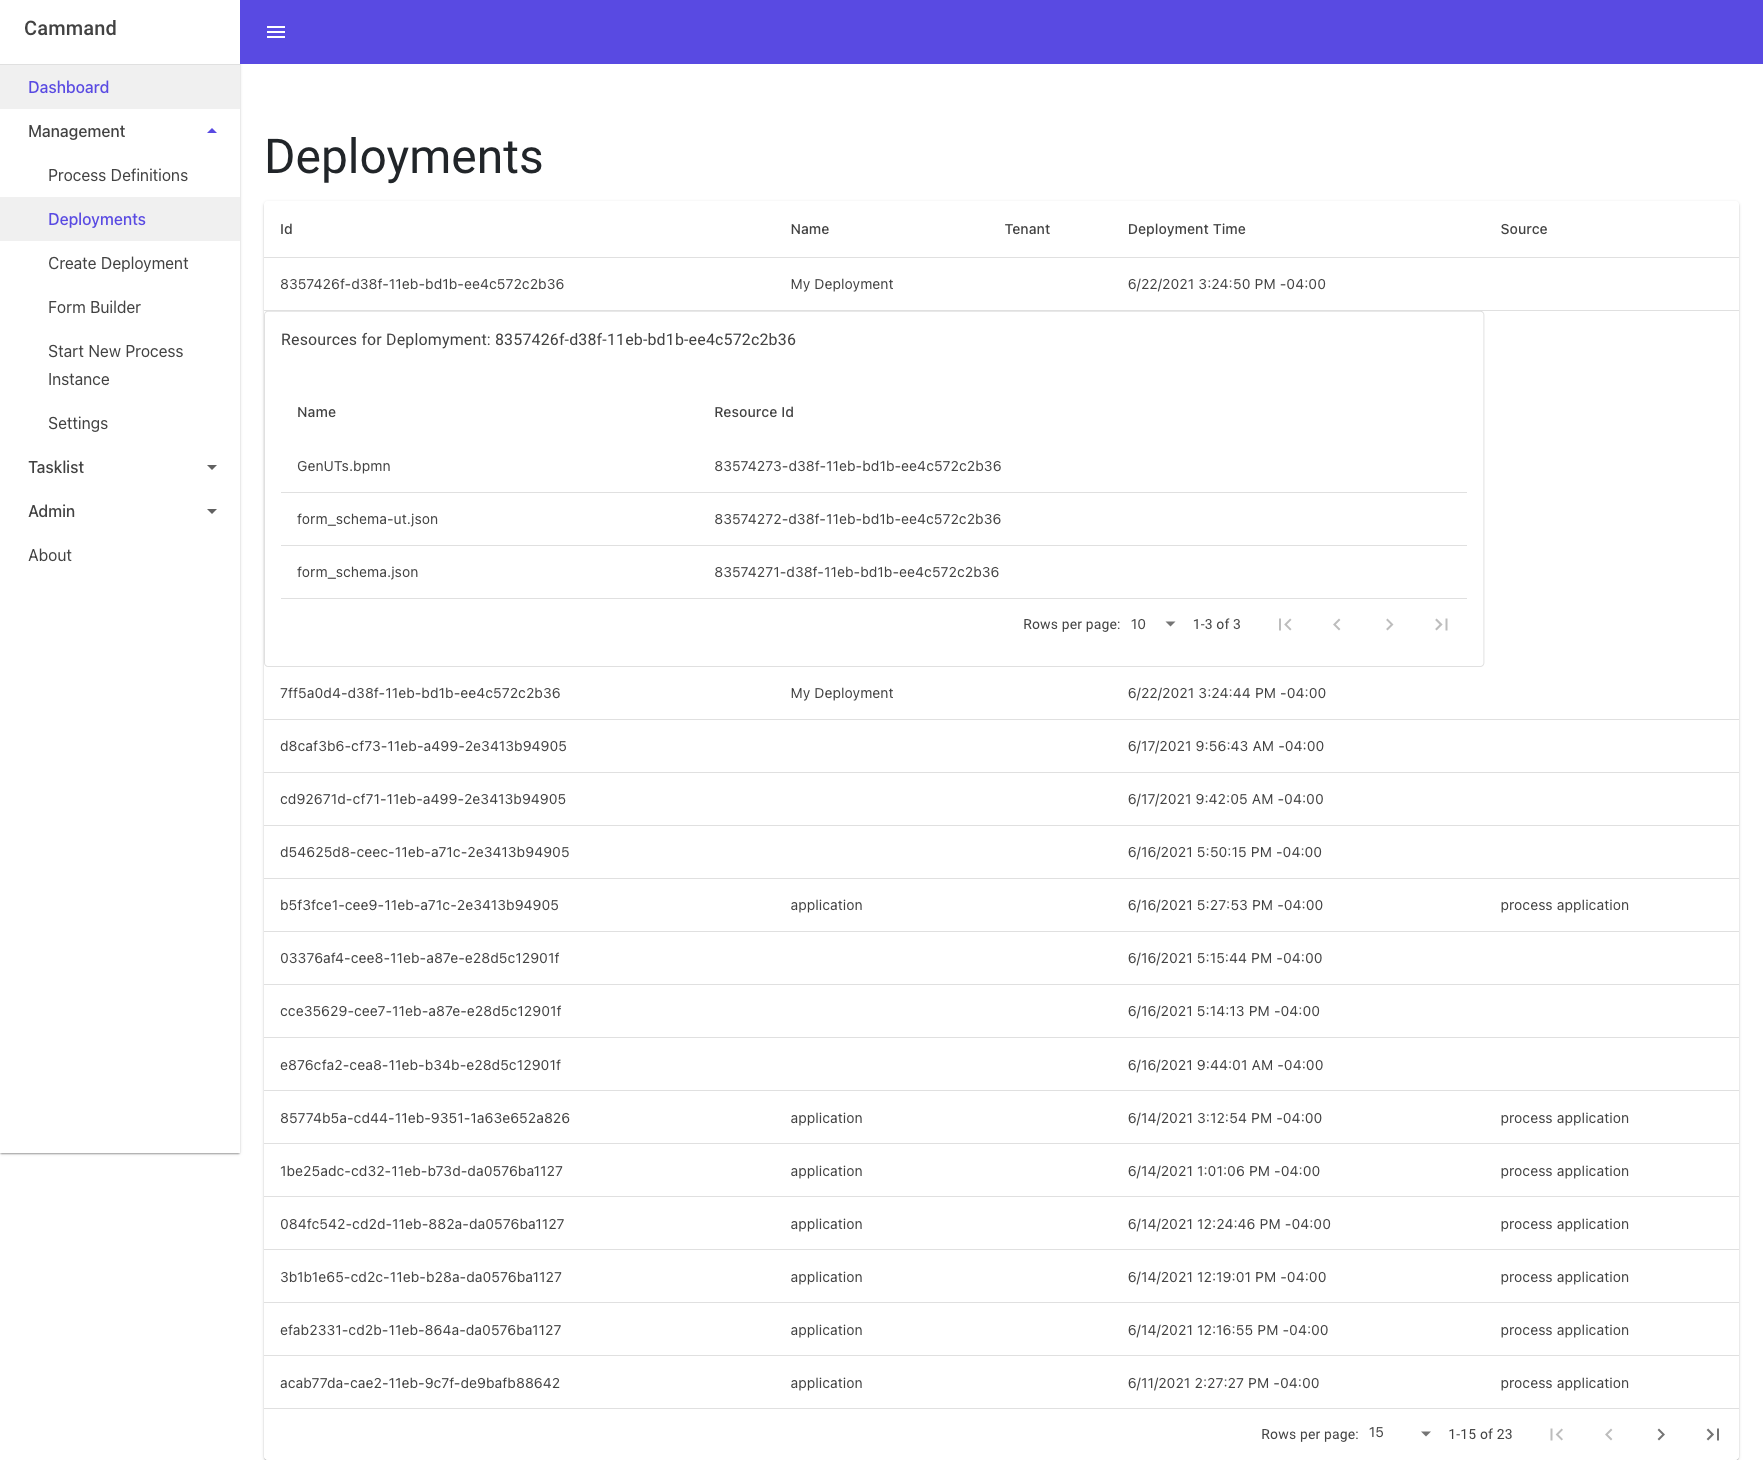 Cammand
Dashboard
Management
Process Definitions
Deployments
Create Deployment
Form Builder
Start New Process
Instance
Settings
Tasklist
Admin
About
Deployments
Id Name Tenant Deployment Time Source
8357426f-d38f-11eb-bd1b-ee4c572c2b36 My Deployment 6/22/2021 3:24:50 PM -04:00
Resources for Deplomyment: 8357426f-d38f-11eb-bd1b-ee4c572c2b36
Name Resource Id
GenUTs.bpmn 83574273-d38f-11eb-bd1b-ee4c572c2b36
form_schema-ut.json 83574272-d38f-11eb-bd1b-ee4c572c2b36
form_schema.json 83574271-d38f-11eb-bd1b-ee4c572c2b36
Rows per page: 10 1-3 of 3
7ff5a0d4-d38f-11eb-bd1b-ee4c572c2b36 My Deployment 6/22/2021 3:24:44 PM -04:00
d8caf3b6-cf73-11eb-a499-2e3413b94905 6/17/2021 9:56:43 AM -04:00
cd92671d-cf71-11eb-a499-2e3413b94905 6/17/2021 9:42:05 AM -04:00
d54625d8-ceec-11eb-a71c-2e3413b94905 6/16/2021 5:50:15 PM -04:00
b5f3fce1-cee9-11eb-a71c-2e3413b94905 application 6/16/2021 5:27:53 PM -04:00 process application
03376af4-cee8-11eb-a87e-e28d5c12901f 6/16/2021 5:15:44 PM -04:00
cce35629-cee7-11eb-a87e-e28d5c12901f 6/16/2021 5:14:13 PM -04:00
e876cfa2-cea8-11eb-b34b-e28d5c12901f 6/16/2021 9:44:01 AM -04:00
85774b5a-cd44-11eb-9351-1a63e652a826 application 6/14/2021 3:12:54 PM -04:00 process application
1be25adc-cd32-11eb-b73d-da0576ba1127 application 6/14/2021 1:01:06 PM -04:00 process application
084fc542-cd2d-11eb-882a-da0576ba1127 application 6/14/2021 12:24:46 PM -04:00 process application
3b1b1e65-cd2c-11eb-b28a-da0576ba1127 application 6/14/2021 12:19:01 PM -04:00 process application
efab2331-cd2b-11eb-864a-da0576ba1127 application 6/14/2021 12:16:55 PM -04:00 process application
acab77da-cae2-11eb-9c7f-de9bafb88642 application 6/11/2021 2:27:27 PM -04:00 process application
Rows per page: 15 1-15 of 23